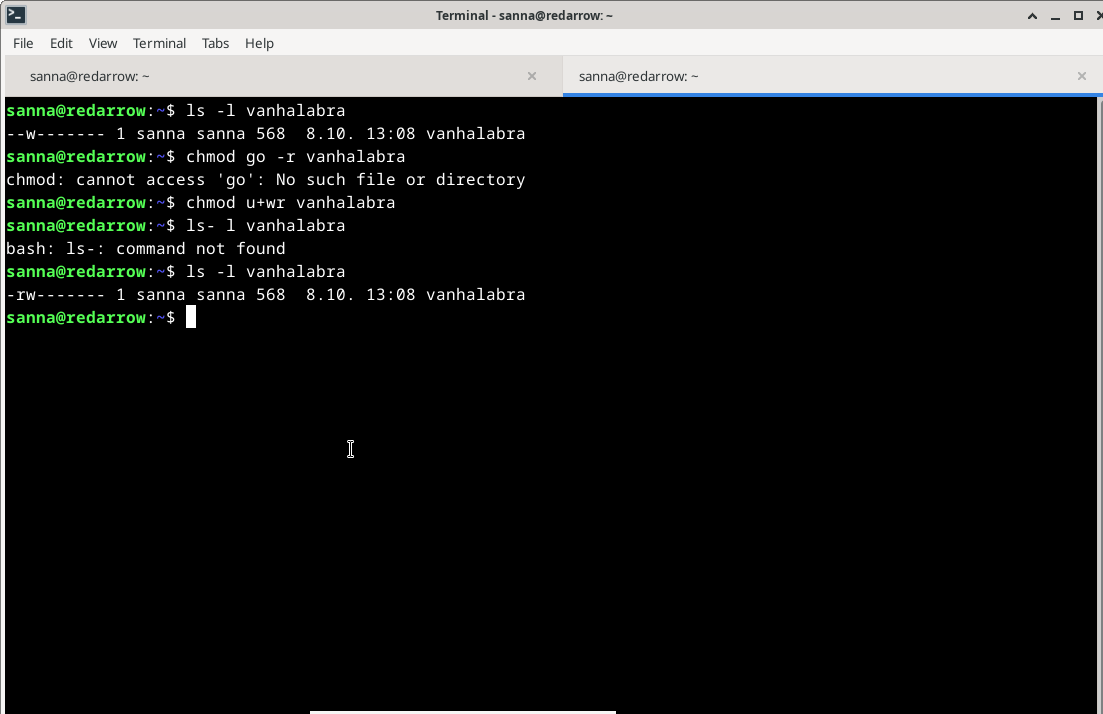 Terminal - sanna@redarrow: ~
File Edit View Terminal Tabs Help
sanna@redarrow: ~ sanna@redarrow: ~
sanna@redarrow:~$ ls -l vanhalabra
--w------- 1 sanna sanna 568  8.10. 13:08 vanhalabra
sanna@redarrow:~$ chmod go -r vanhalabra
chmod: cannot access 'go': No such file or directory
sanna@redarrow:~$ chmod u+wr vanhalabra
sanna@redarrow:~$ ls- l vanhalabra
bash: ls-: command not found
sanna@redarrow:~$ ls -l vanhalabra
-rw------- 1 sanna sanna 568  8.10. 13:08 vanhalabra
sanna@redarrow:~$